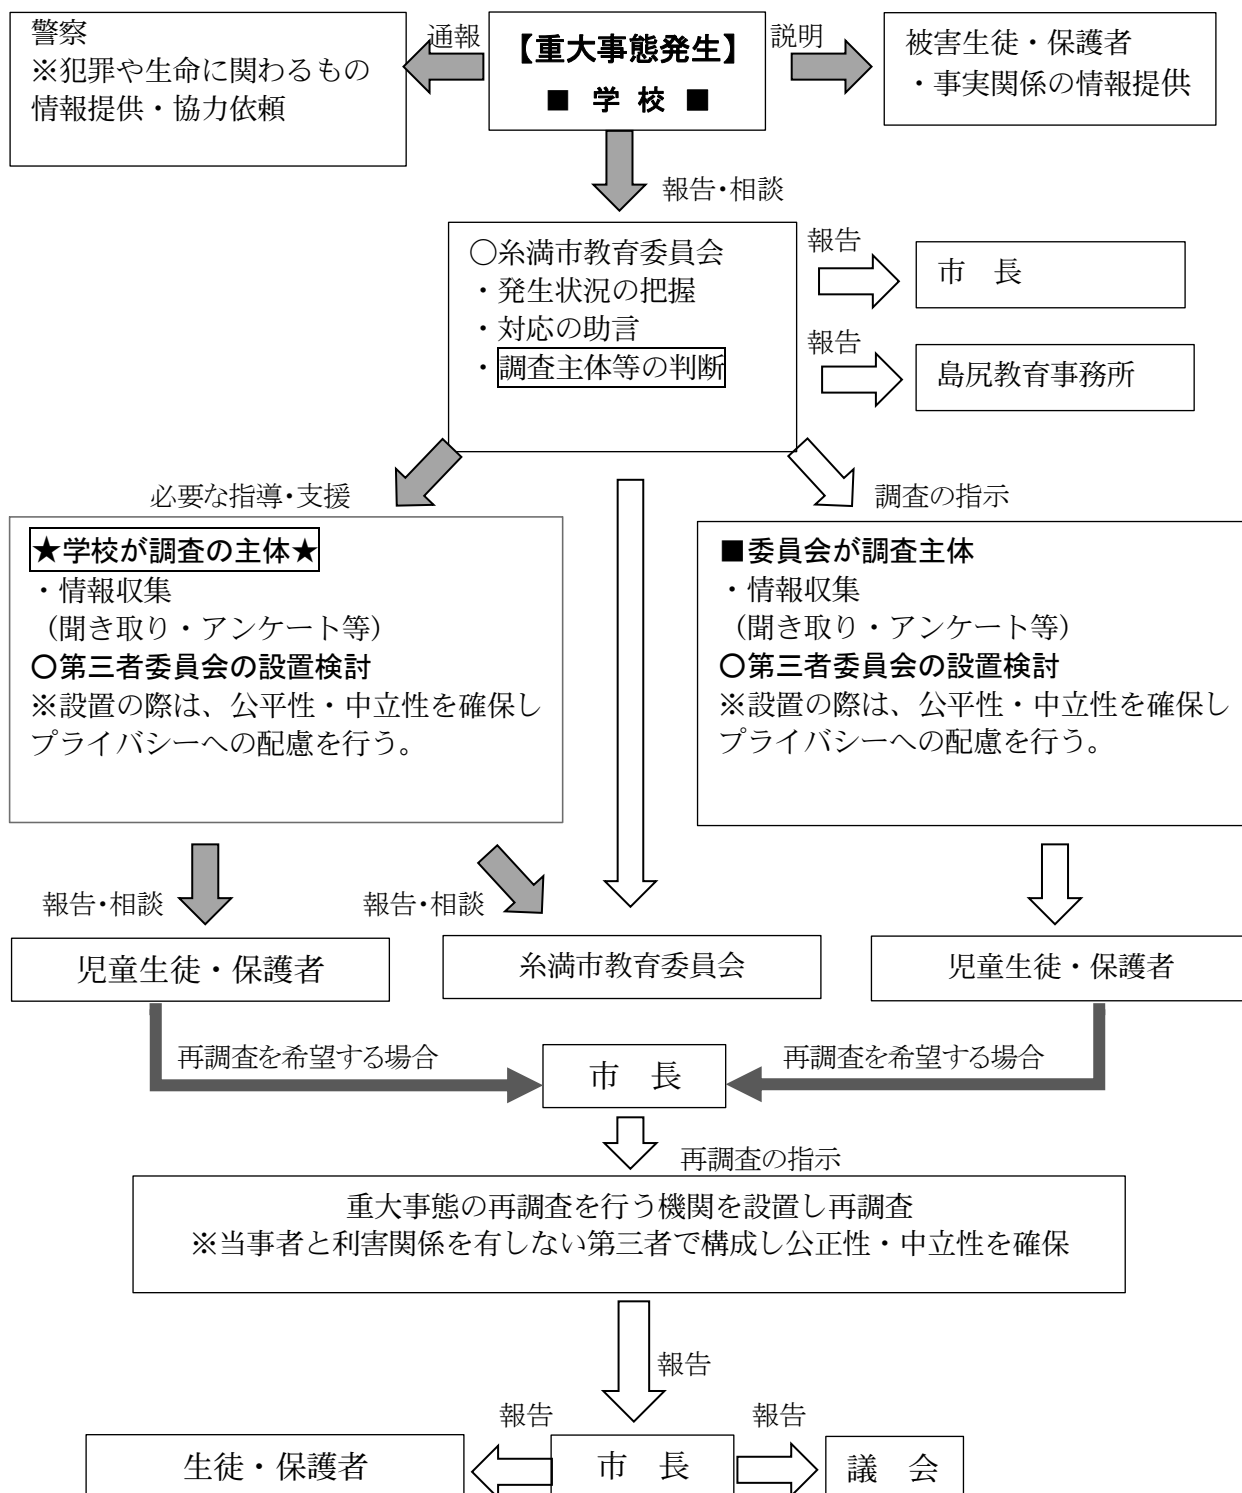 警察
※犯罪や生命に関わるもの
情報提供・協力依頼
通報
【重大事態発生】
■ 学 校 ■
説明
被害生徒・保護者
・事実関係の情報提供
報告・相談
○糸満市教育委員会
・発生状況の把握
・対応の助言
・調査主体等の判断
報告
市　長
報告
島尻教育事務所
必要な指導・支援
調査の指示
★学校が調査の主体★
・情報収集
（聞き取り・アンケート等）
○第三者委員会の設置検討
※設置の際は、公平性・中立性を確保し
プライバシーへの配慮を行う。
■委員会が調査主体
・情報収集
（聞き取り・アンケート等）
○第三者委員会の設置検討
※設置の際は、公平性・中立性を確保し
プライバシーへの配慮を行う。
報告・相談
報告・相談
児童生徒・保護者
糸満市教育委員会
児童生徒・保護者
再調査を希望する場合
市　長
再調査を希望する場合
再調査の指示
重大事態の再調査を行う機関を設置し再調査
※当事者と利害関係を有しない第三者で構成し公正性・中立性を確保
報告
報告
報告
生徒・保護者
市　長
議　会